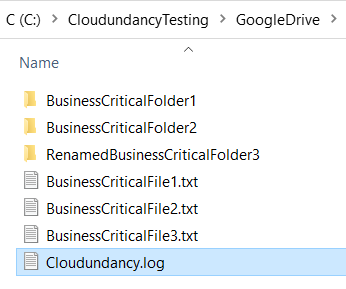 C (C:) > CloudundancyTesting > GoogleDrive >
Name
BusinessCriticalFolder1
BusinessCriticalFolder2
RenamedBusinessCriticalFolder3
BusinessCriticalFile1.txt
BusinessCriticalFile2.txt
BusinessCriticalFile3.txt
Cloudundancy.log